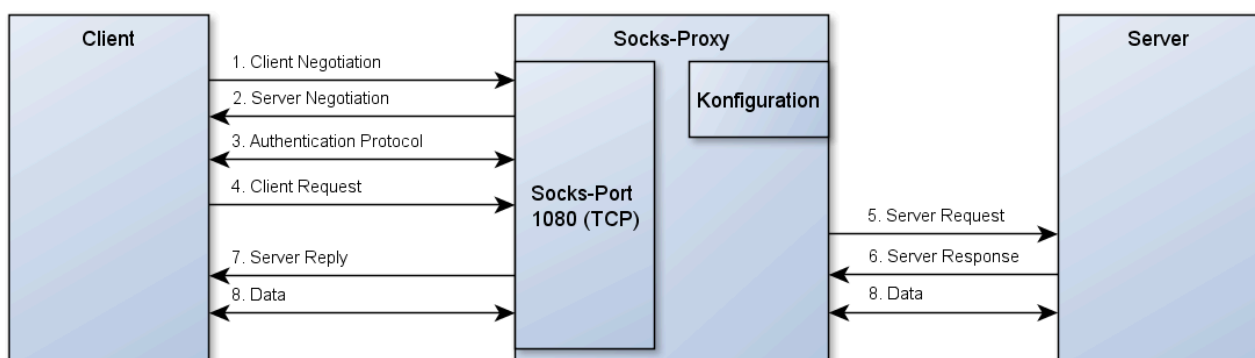 Client
Socks-Proxy
Server
1. Client Negotiation
2. Server Negotiation
3. Authentication Protocol
4. Client Request
7. Server Reply
8. Data
Konfiguration
Socks-Port
1080 (TCP)
5. Server Request
6. Server Response
8. Data